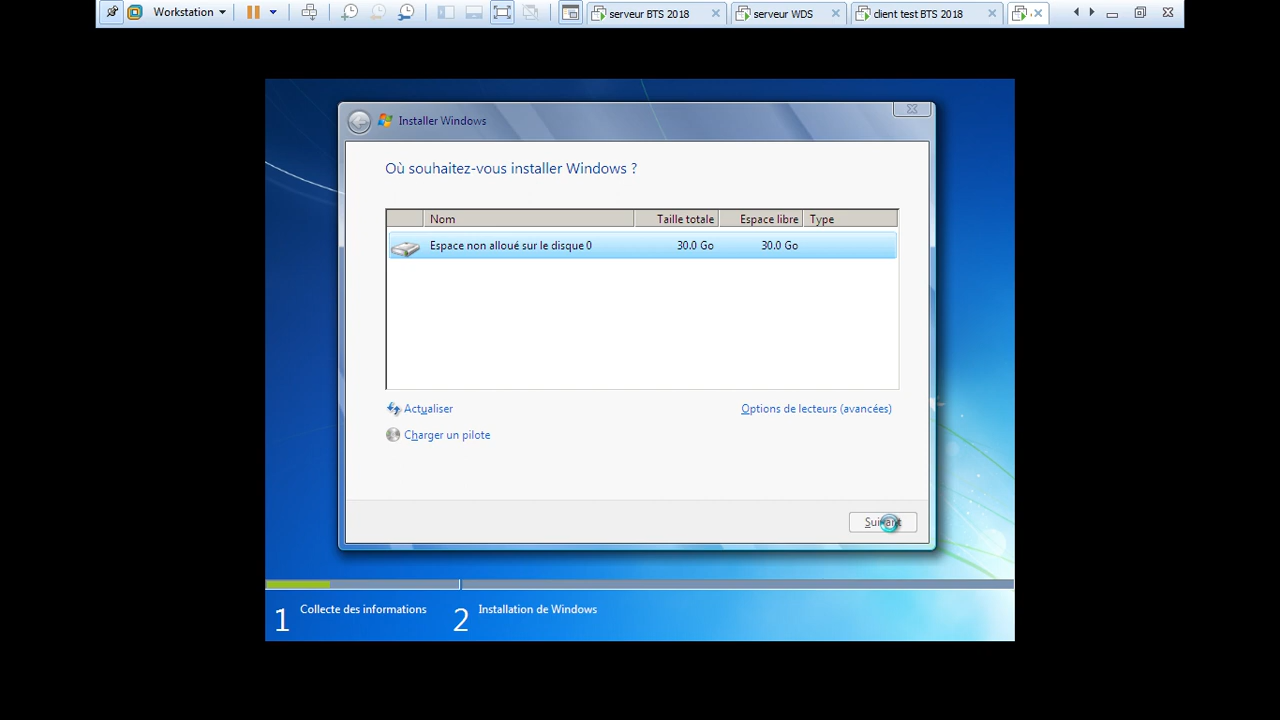 Workstation
serveur BTS 2018
serveur WDS
client test BTS 2018
Installer Windows
Où souhaitez-vous installer Windows ?
Nom Taille totale Espace libre Type
Espace non alloué sur le disque 0 30.0 Go 30.0 Go
Actualiser
Options de lecteurs (avancées)
Charger un pilote
Suivant
1 Collecte des informations
2 Installation de Windows